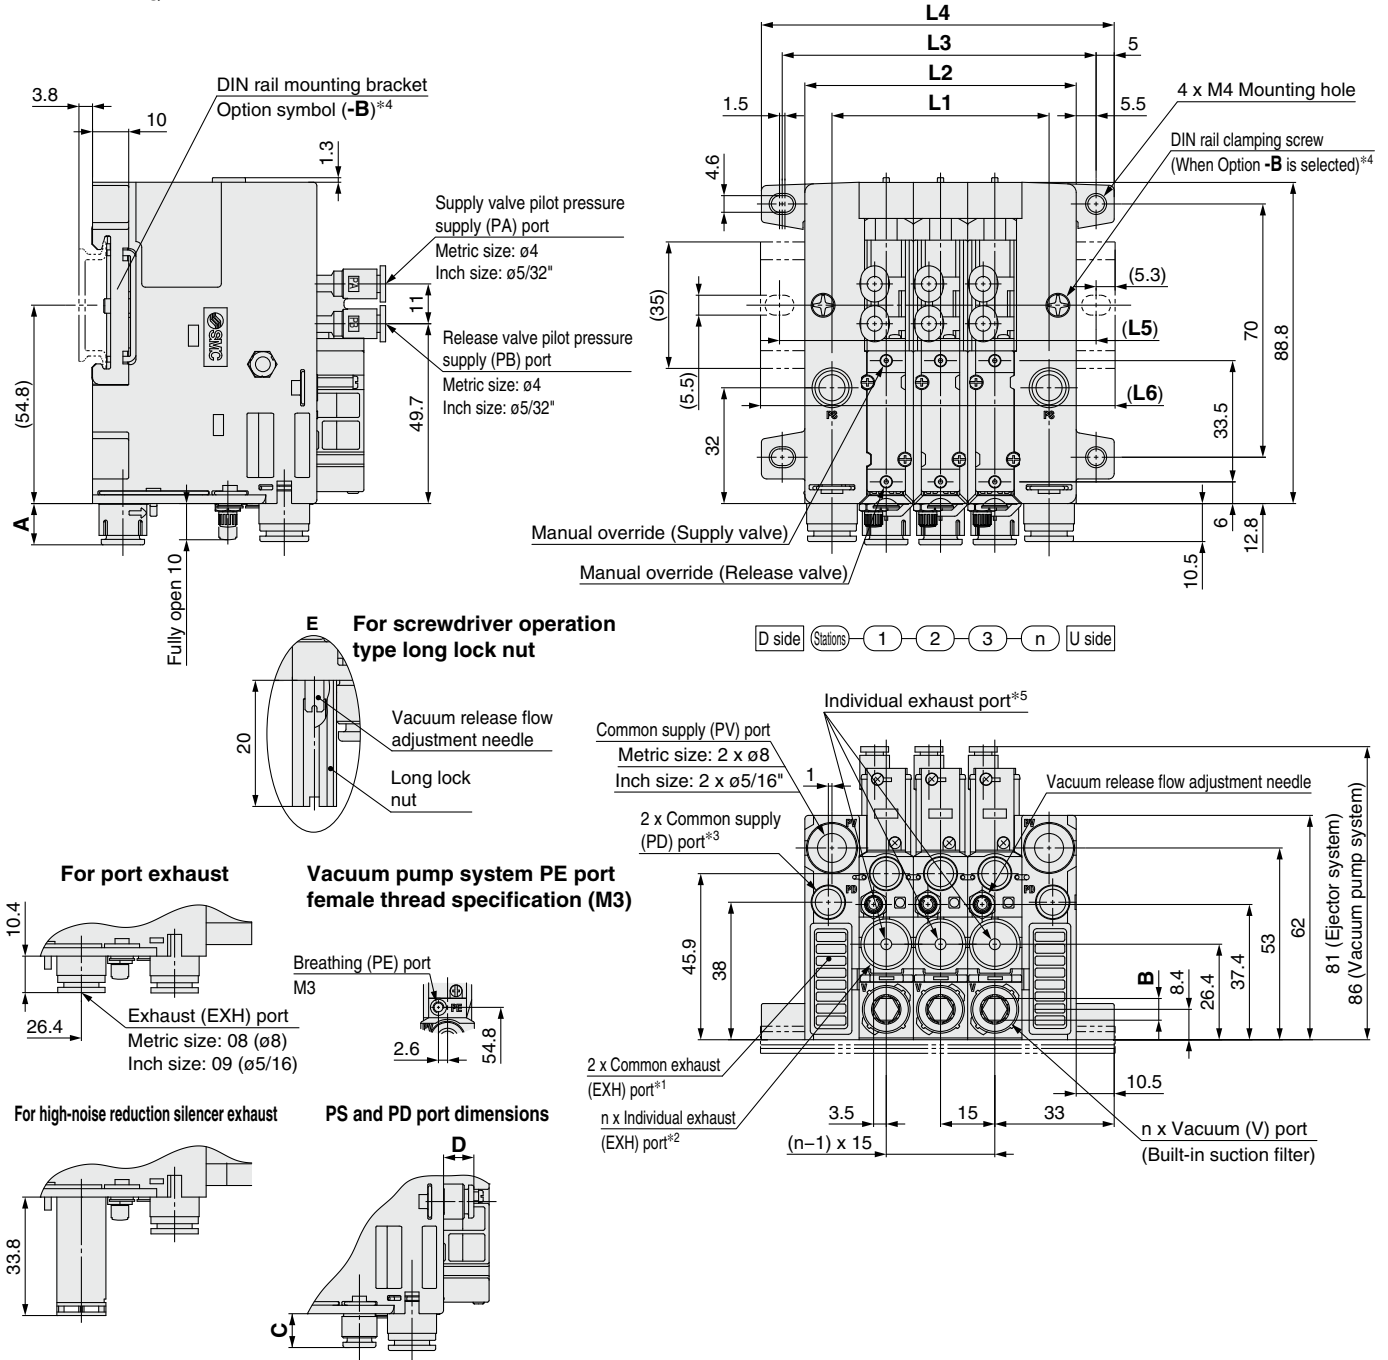 L4
L3
5
L2
L1
1.5
5.5
4 x M4 Mounting hole
DIN rail clamping screw
(When Option -B is selected)*4
4.6
3.8
10
DIN rail mounting bracket
Option symbol (-B)*4
1.3
Supply valve pilot pressure
supply (PA) port
Metric size: ø4
Inch size: ø5/32"
PA
11
PB
SMC
Release valve pilot pressure
supply (PB) port
Metric size: ø4
Inch size: ø5/32"
(54.8)
49.7
A
Fully open 10
(35)
(5.5)
32
(5.3)
(L5)
(L6)
70
88.8
33.5
6
12.8
10.5
PS
PS
Manual override (Supply valve)
Manual override (Release valve)
E
For screwdriver operation
type long lock nut
20
Vacuum release flow
adjustment needle
Long lock
nut
D side
Stations
1
2
3
n
U side
Individual exhaust port*5
Common supply (PV) port
Metric size: 2 x ø8
Inch size: 2 x ø5/16"
1
Vacuum release flow adjustment needle
2 x Common supply
(PD) port*3
PV
PV
PD
PD
V
V
V
45.9
38
B
8.4
26.4
37.4
53
62
81 (Ejector system)
86 (Vacuum pump system)
10.5
2 x Common exhaust
(EXH) port*1
n x Individual exhaust
(EXH) port*2
3.5
15
33
(n−1) x 15
n x Vacuum (V) port
(Built-in suction filter)
For port exhaust
10.4
26.4
Exhaust (EXH) port
Metric size: 08 (ø8)
Inch size: 09 (ø5/16)
Vacuum pump system PE port
female thread specification (M3)
Breathing (PE) port
M3
PE
PV
2.6
54.8
For high-noise reduction silencer exhaust
33.8
PS and PD port dimensions
D
C